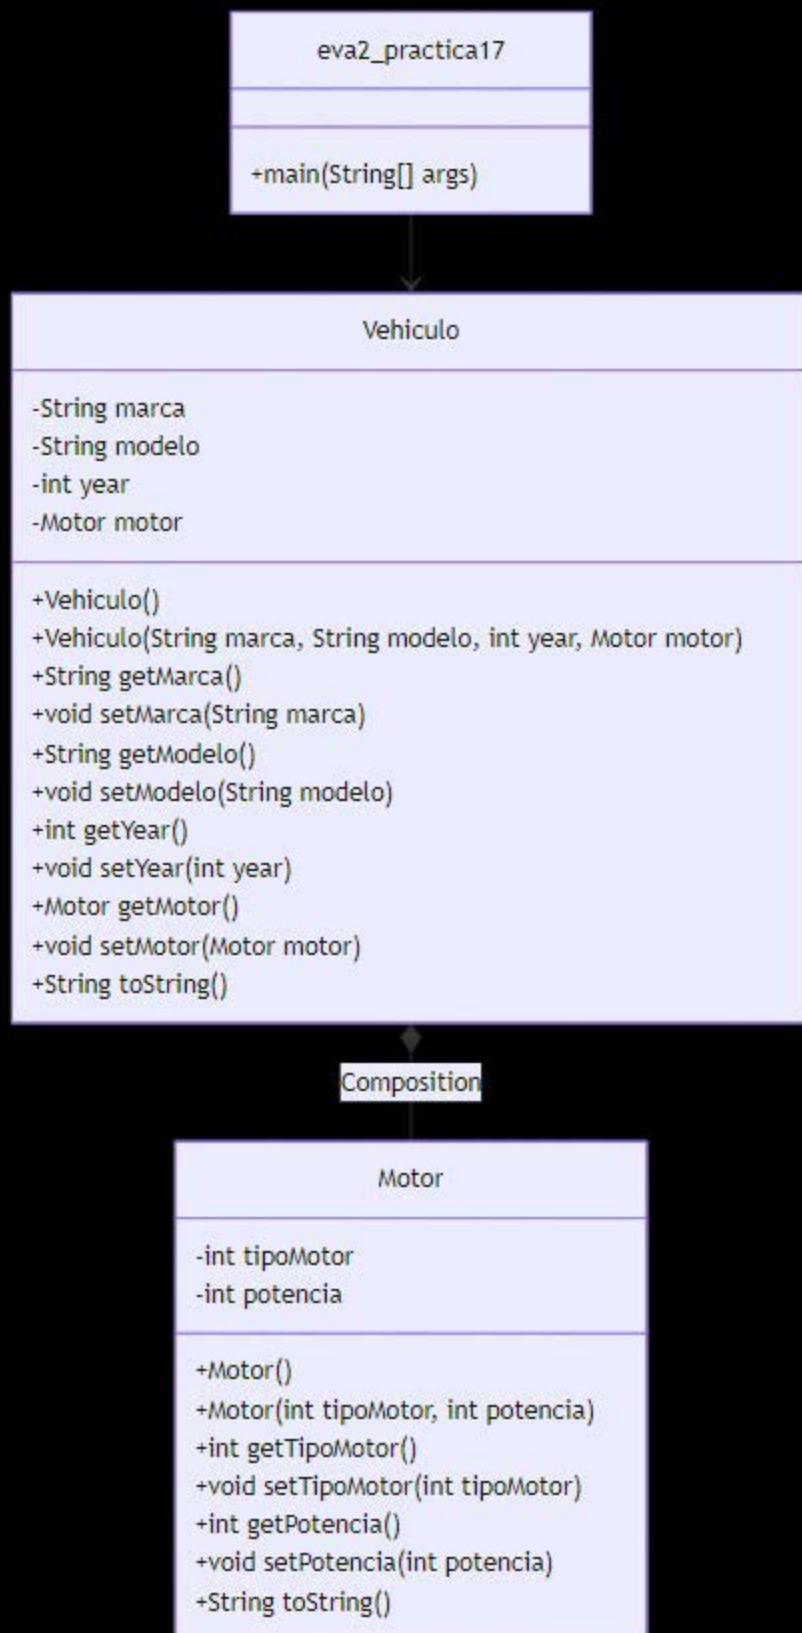 eva2_practica17
+main(String[] args)
Vehiculo
-String marca
-String modelo
-int year
-Motor motor
+Vehiculo()
+Vehiculo(String marca, String modelo, int year, Motor motor)
+String getMarca()
+void setMarca(String marca)
+String getModelo()
+void setModelo(String modelo)
+int getYear()
+void setYear(int year)
+Motor getMotor()
+void setMotor(Motor motor)
+String toString()
Composition
Motor
-int tipoMotor
-int potencia
+Motor()
+Motor(int tipoMotor, int potencia)
+int getTipoMotor()
+void setTipoMotor(int tipoMotor)
+int getPotencia()
+void setPotencia(int potencia)
+String toString()